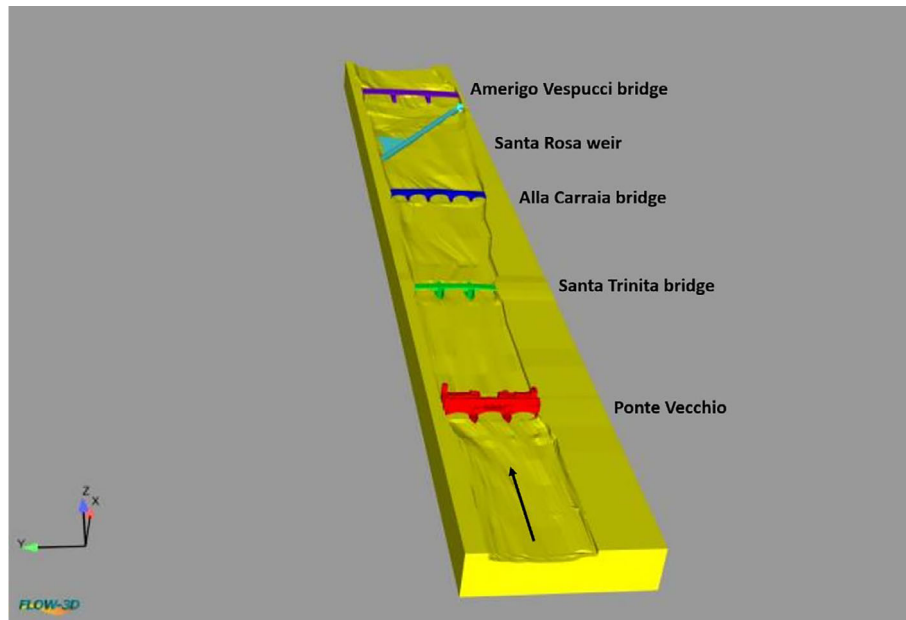 Amerigo Vespucci bridge
Santa Rosa weir
Alla Carraia bridge
Santa Trinita bridge
Ponte Vecchio
Z
X
Y
FLOW-3D